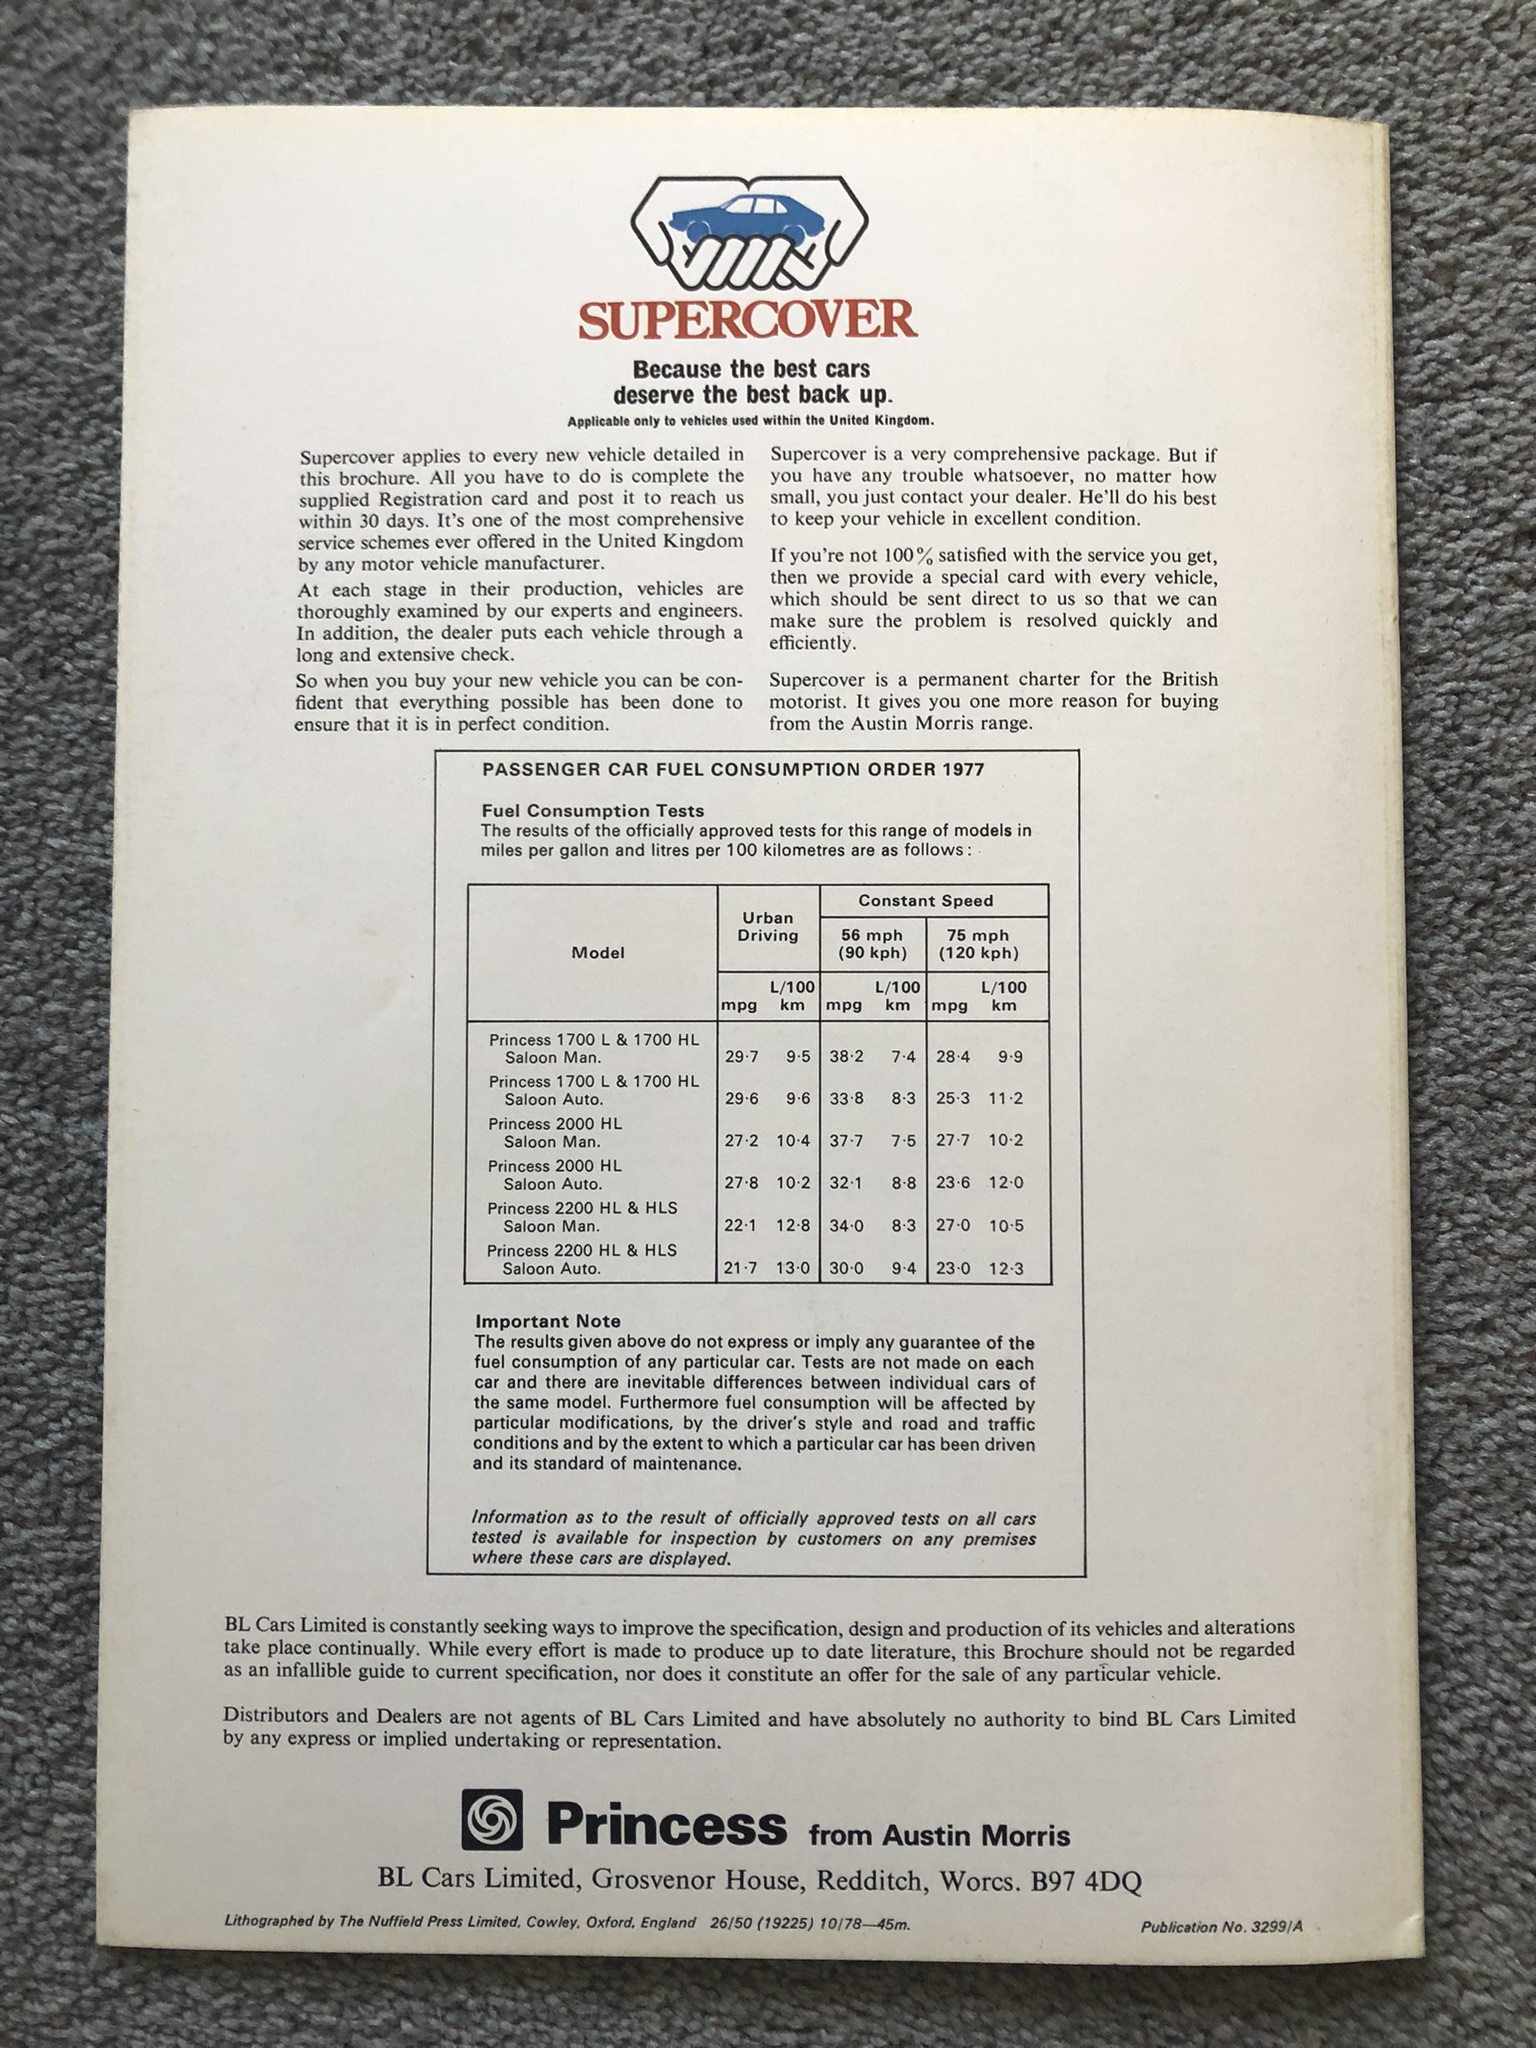 SUPERCOVER
Because the best cars
deserve the best back up.
Applicable only to vehicles used within the United Kingdom.
Supercover applies to every new vehicle detailed in
this brochure. All you have to do is complete the
supplied Registration card and post it to reach us
within 30 days. It's one of the most comprehensive
service schemes ever offered in the United Kingdom
by any motor vehicle manufacturer.
At each stage in their production, vehicles are
thoroughly examined by our experts and engineers.
In addition, the dealer puts each vehicle through a
long and extensive check.
So when you buy your new vehicle you can be con-
fident that everything possible has been done to
ensure that it is in perfect condition.
Supercover is a very comprehensive package. But if
you have any trouble whatsoever, no matter how
small, you just contact your dealer. He'll do his best
to keep your vehicle in excellent condition.
If you're not 100% satisfied with the service you get,
then we provide a special card with every vehicle,
which should be sent direct to us so that we can
make sure the problem is resolved quickly and
efficiently.
Supercover is a permanent charter for the British
motorist. It gives you one more reason for buying
from the Austin Morris range.
PASSENGER CAR FUEL CONSUMPTION ORDER 1977
Fuel Consumption Tests
The results of the officially approved tests for this range of models in
miles per gallon and litres per 100 kilometres are as follows:
Model
Urban
Driving
Constant Speed
56 mph
(90 kph)
75 mph
(120 kph)
mpg L/100 km mpg L/100 km mpg L/100 km
Princess 1700 L & 1700 HL
Saloon Man. 29·7 9·5 38·2 7·4 28·4 9·9
Princess 1700 L & 1700 HL
Saloon Auto. 29·6 9·6 33·8 8·3 25·3 11·2
Princess 2000 HL
Saloon Man. 27·2 10·4 37·7 7·5 27·7 10·2
Princess 2000 HL
Saloon Auto. 27·8 10·2 32·1 8·8 23·6 12·0
Princess 2200 HL & HLS
Saloon Man. 22·1 12·8 34·0 8·3 27·0 10·5
Princess 2200 HL & HLS
Saloon Auto. 21·7 13·0 30·0 9·4 23·0 12·3
Important Note
The results given above do not express or imply any guarantee of the
fuel consumption of any particular car. Tests are not made on each
car and there are inevitable differences between individual cars of
the same model. Furthermore fuel consumption will be affected by
particular modifications, by the driver's style and road and traffic
conditions and by the extent to which a particular car has been driven
and its standard of maintenance.
Information as to the result of officially approved tests on all cars
tested is available for inspection by customers on any premises
where these cars are displayed.
BL Cars Limited is constantly seeking ways to improve the specification, design and production of its vehicles and alterations
take place continually. While every effort is made to produce up to date literature, this Brochure should not be regarded
as an infallible guide to current specification, nor does it constitute an offer for the sale of any particular vehicle.
Distributors and Dealers are not agents of BL Cars Limited and have absolutely no authority to bind BL Cars Limited
by any express or implied undertaking or representation.
Princess from Austin Morris
BL Cars Limited, Grosvenor House, Redditch, Worcs. B97 4DQ
Lithographed by The Nuffield Press Limited, Cowley, Oxford, England 26/50 (19225) 10/78—45m. Publication No. 3299/A